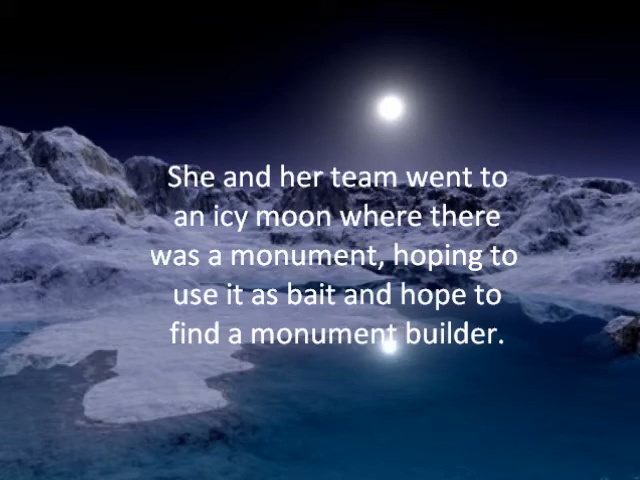 She and her team went to
an icy moon where there
was a monument, hoping to
use it as bait and hope to
find a monument builder.